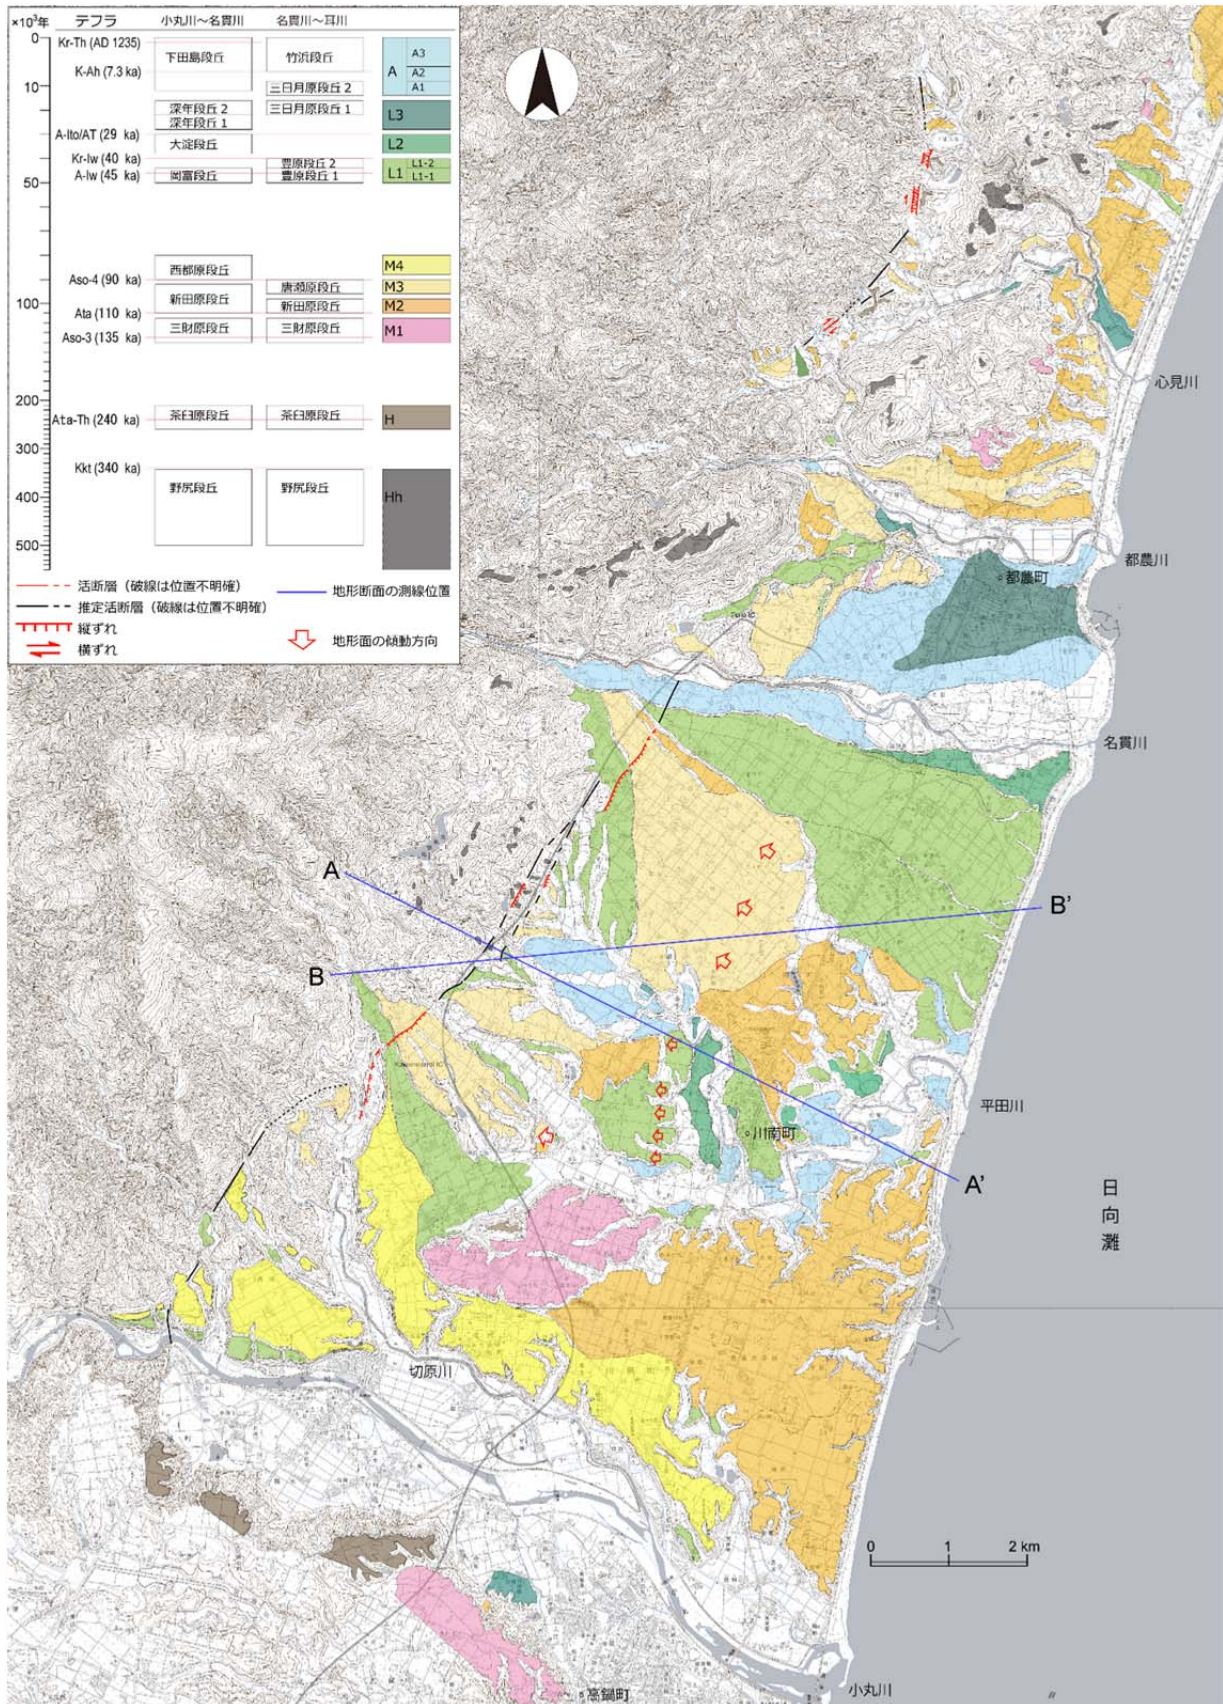 ×10³年 テフラ 小丸川～名貫川 名貫川～耳川
0
Kr-Th (AD 1235)
下田島段丘 竹浜段丘 A A3
K-Ah (7.3 ka)
A2
10
三日月原段丘 2 A1
深年段丘 2 三日月原段丘 1 L3
深年段丘 1
A-Ito/AT (29 ka)
大淀段丘 L2
Kr-Iw (40 ka)
豊原段丘 2 L1 L1-2
A-Iw (45 ka)
岡富段丘 豊原段丘 1 L1-1
50
西都原段丘 M4
Aso-4 (90 ka)
唐瀬原段丘 M3
100
新田原段丘 新田原段丘 M2
Ata (110 ka)
三財原段丘 三財原段丘 M1
Aso-3 (135 ka)
200
Ata-Th (240 ka)
茶臼原段丘 茶臼原段丘 H
300
Kkt (340 ka)
400
野尻段丘 野尻段丘 Hh
500
活断層（破線は位置不明確）
地形断面の測線位置
推定活断層（破線は位置不明確）
縦ずれ
地形面の傾動方向
横ずれ
心見川
都農川
都農町
名貫川
A
B'
B
平田川
川南町
A'
日向灘
切原川
0 1 2 km
小丸川
高鍋町